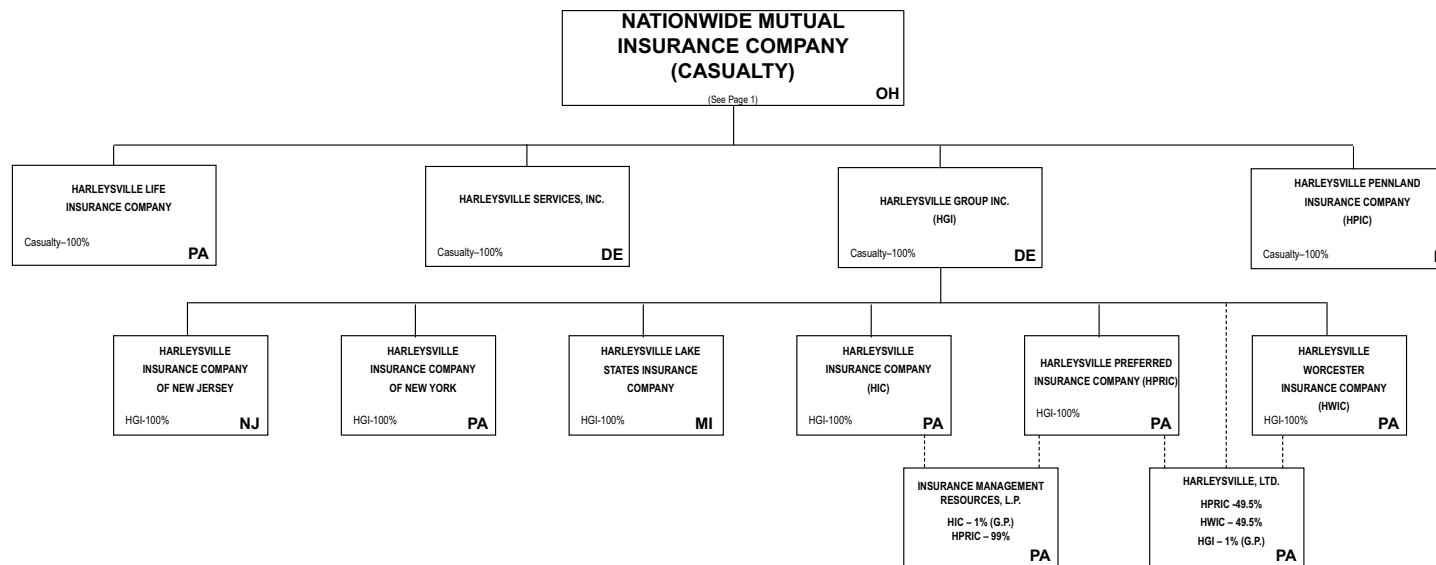 NATIONWIDE MUTUAL
INSURANCE COMPANY
(CASUALTY)
(See Page 1)
OH
HARLEYSVILLE LIFE
INSURANCE COMPANY
Casualty–100%
PA
HARLEYSVILLE SERVICES, INC.
Casualty–100%
DE
HARLEYSVILLE GROUP INC.
(HGI)
Casualty–100%
DE
HARLEYSVILLE PENNLAND
INSURANCE COMPANY
(HPIC)
Casualty–100%
HARLEYSVILLE
INSURANCE COMPANY
OF NEW JERSEY
HGI-100%
NJ
HARLEYSVILLE
INSURANCE COMPANY
OF NEW YORK
HGI-100%
PA
HARLEYSVILLE LAKE
STATES INSURANCE
COMPANY
HGI-100%
MI
HARLEYSVILLE
INSURANCE COMPANY
(HIC)
HGI-100%
PA
HARLEYSVILLE PREFERRED
INSURANCE COMPANY (HPRIC)
HGI-100%
PA
HARLEYSVILLE
WORCESTER
INSURANCE COMPANY
(HWIC)
HGI-100%
PA
INSURANCE MANAGEMENT
RESOURCES, L.P.
HIC – 1% (G.P.)
HPRIC – 99%
PA
HARLEYSVILLE, LTD.
HPRIC -49.5%
HWIC – 49.5%
HGI – 1% (G.P.)
PA